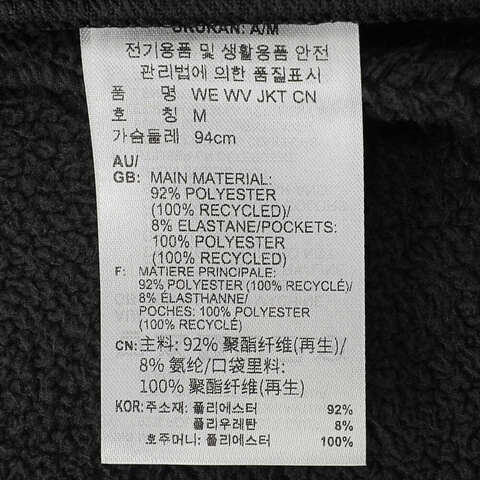 UKURAN: A/M
전기용품 및 생활용품 안전
관리법에 의한 품질표시
품 명 WE WV JKT CN
호 칭 M
가슴둘레 94cm
AU/
GB: MAIN MATERIAL:
92% POLYESTER
(100% RECYCLED)/
8% ELASTANE/POCKETS:
100% POLYESTER
(100% RECYCLED)
F: MATIERE PRINCIPALE:
92% POLYESTER (100% RECYCLÉ)/
8% ÉLASTHANNE/
POCHES: 100% POLYESTER
(100% RECYCLÉ)
CN: 主料: 92% 聚酯纤维(再生)/
8% 氨纶/口袋里料:
100% 聚酯纤维(再生)
KOR: 주소재: 폴리에스터 92%
폴리우레탄 8%
호주머니: 폴리에스터 100%